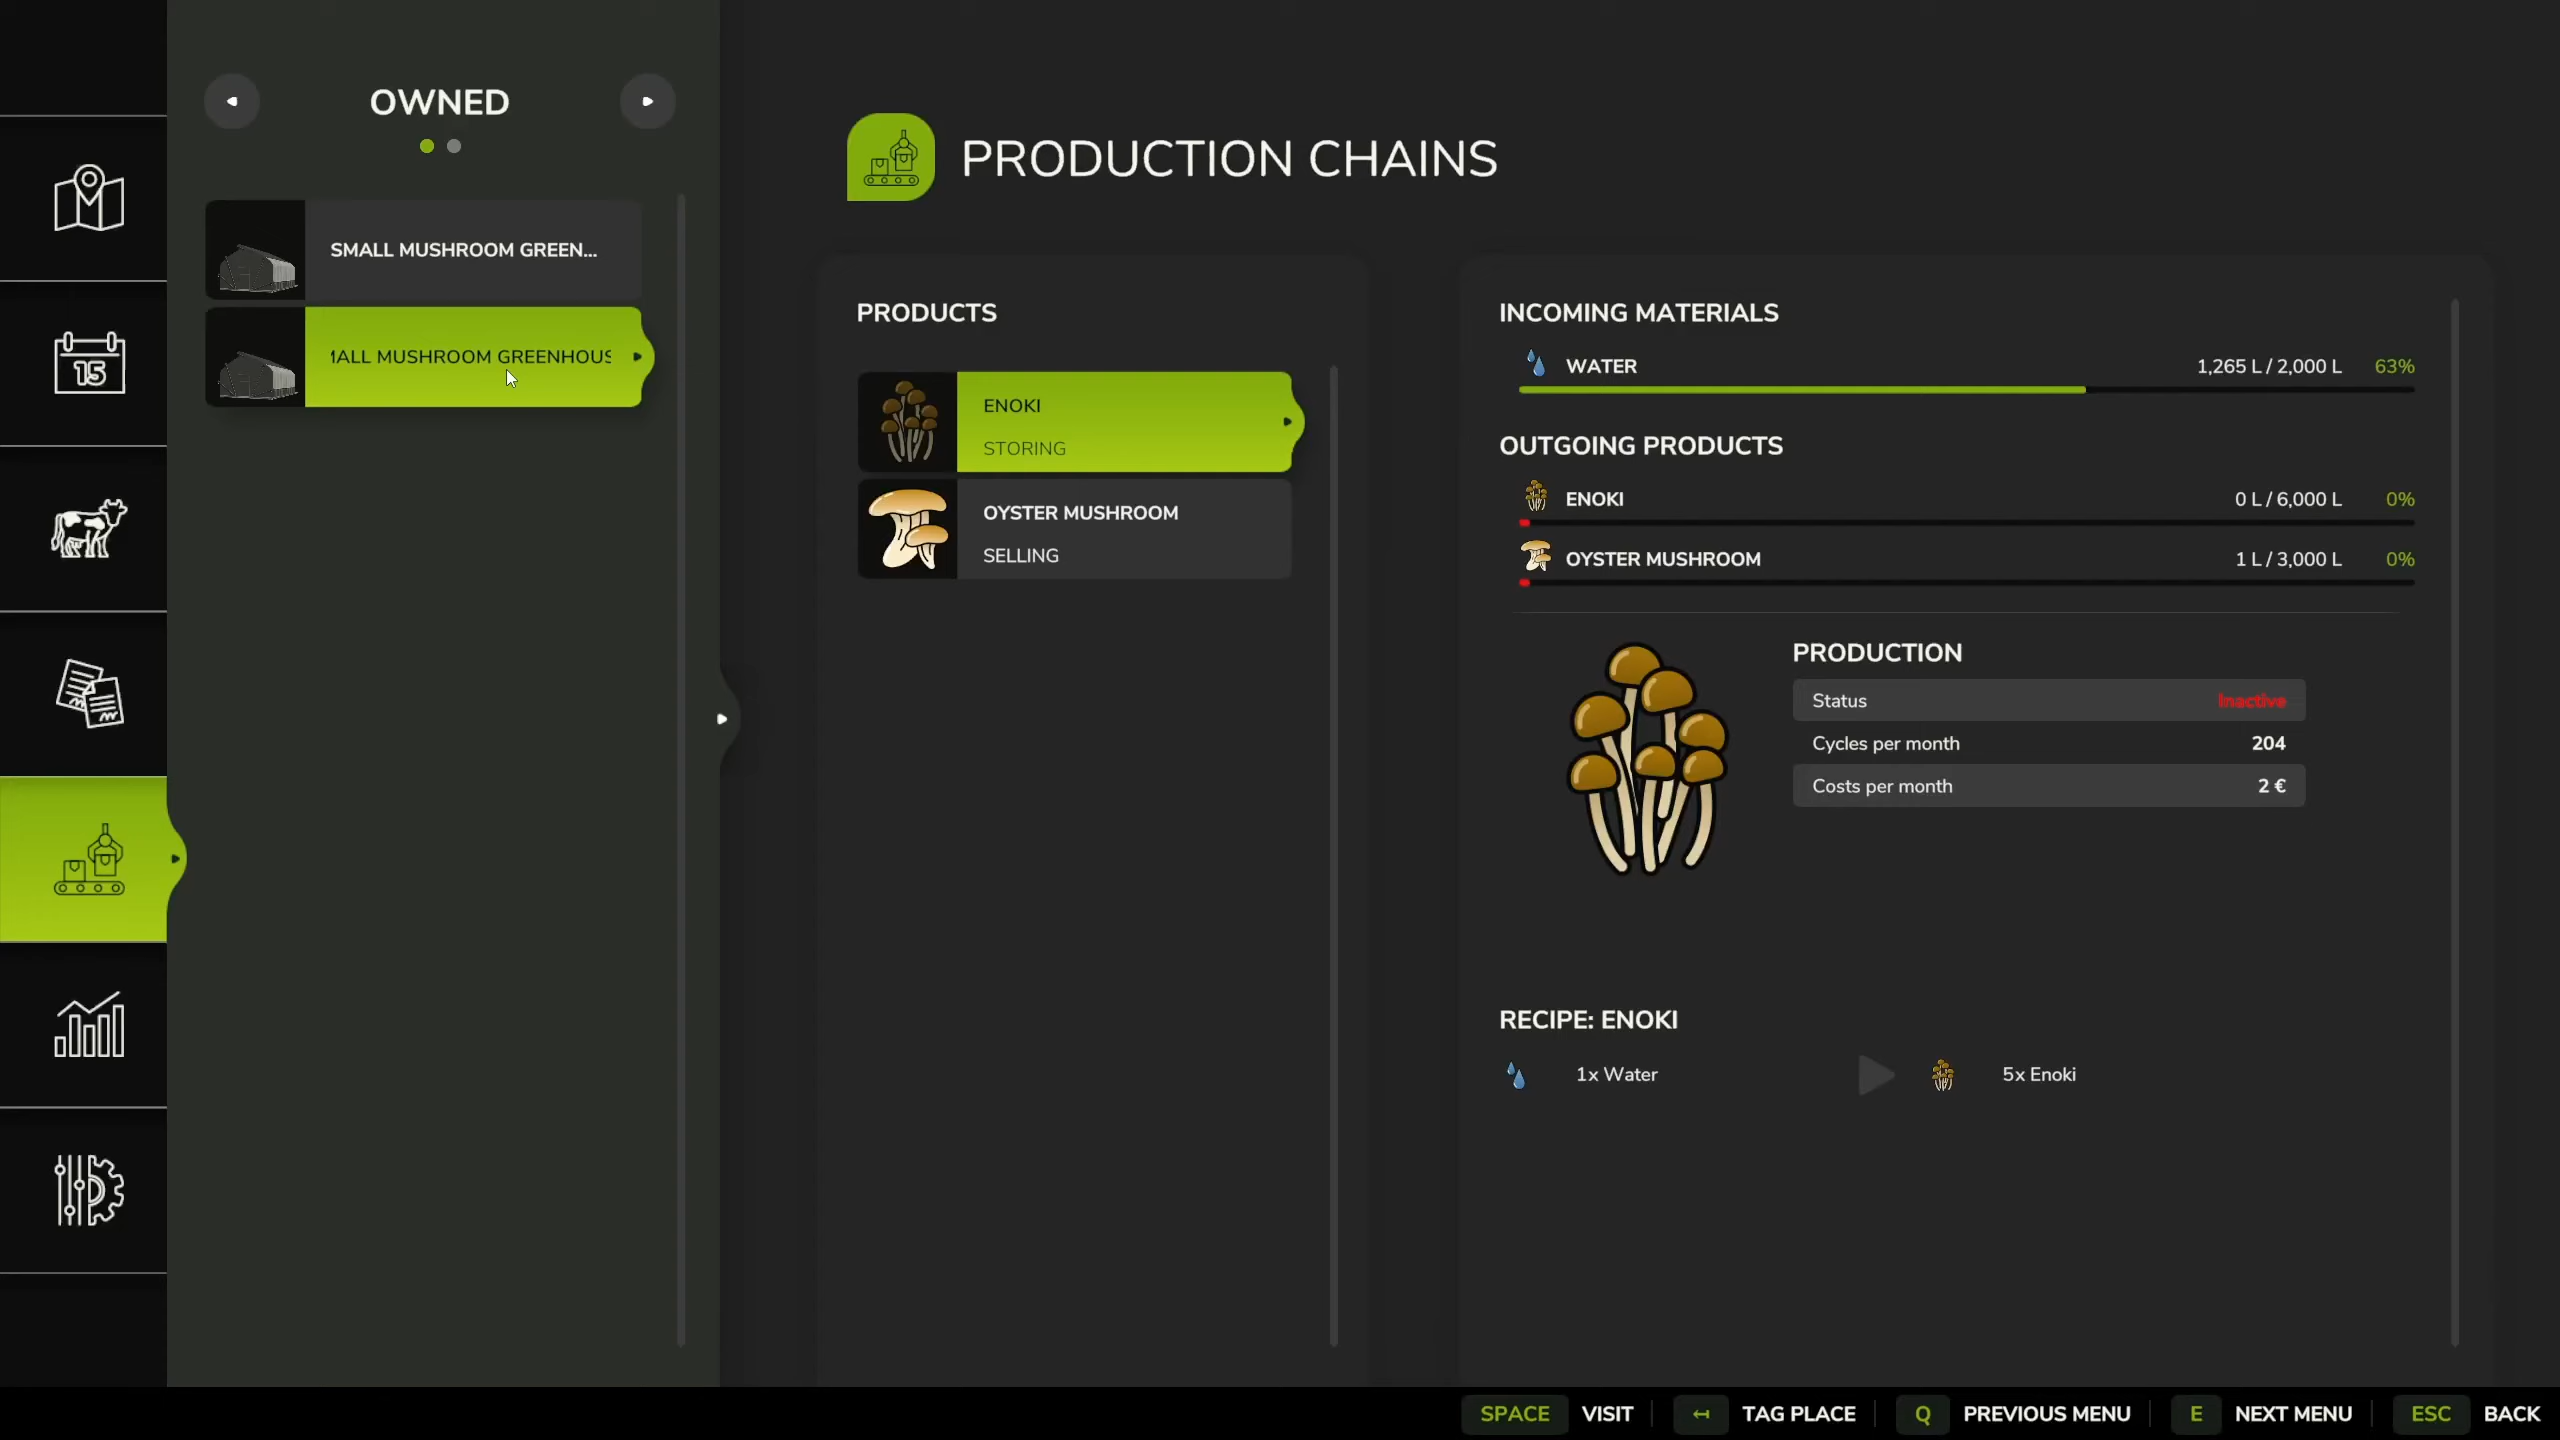 OWNED
SMALL MUSHROOM GREEN...
MALL MUSHROOM GREENHOUS
15
PRODUCTION CHAINS
PRODUCTS
ENOKI
STORING
OYSTER MUSHROOM
SELLING
INCOMING MATERIALS
WATER 1,265 L / 2,000 L 63%
OUTGOING PRODUCTS
ENOKI 0 L / 6,000 L 0%
OYSTER MUSHROOM 1 L / 3,000 L 0%
PRODUCTION
Status Inactive
Cycles per month 204
Costs per month 2 €
RECIPE: ENOKI
1x Water 5x Enoki
SPACE VISIT TAG PLACE Q PREVIOUS MENU E NEXT MENU ESC BACK